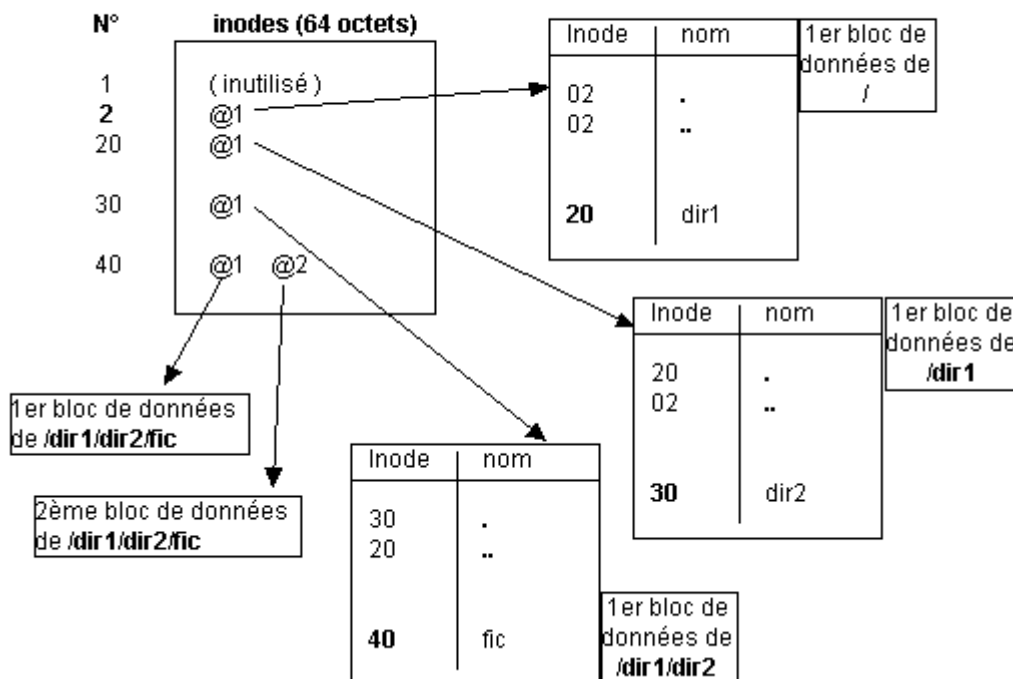 N° inodes (64 octets)
1 ( inutilisé )
2 @1
20 @1
30 @1
40 @1 @2
Inode nom
02 .
02 ..
20 dir1
1er bloc de
données de
/
Inode nom
20 .
02 ..
30 dir2
1er bloc de
données de
/dir1
1er bloc de données
de /dir1/dir2/fic
2ème bloc de données
de /dir1/dir2/fic
Inode nom
30 .
20 ..
40 fic
1er bloc de
données de
/dir1/dir2